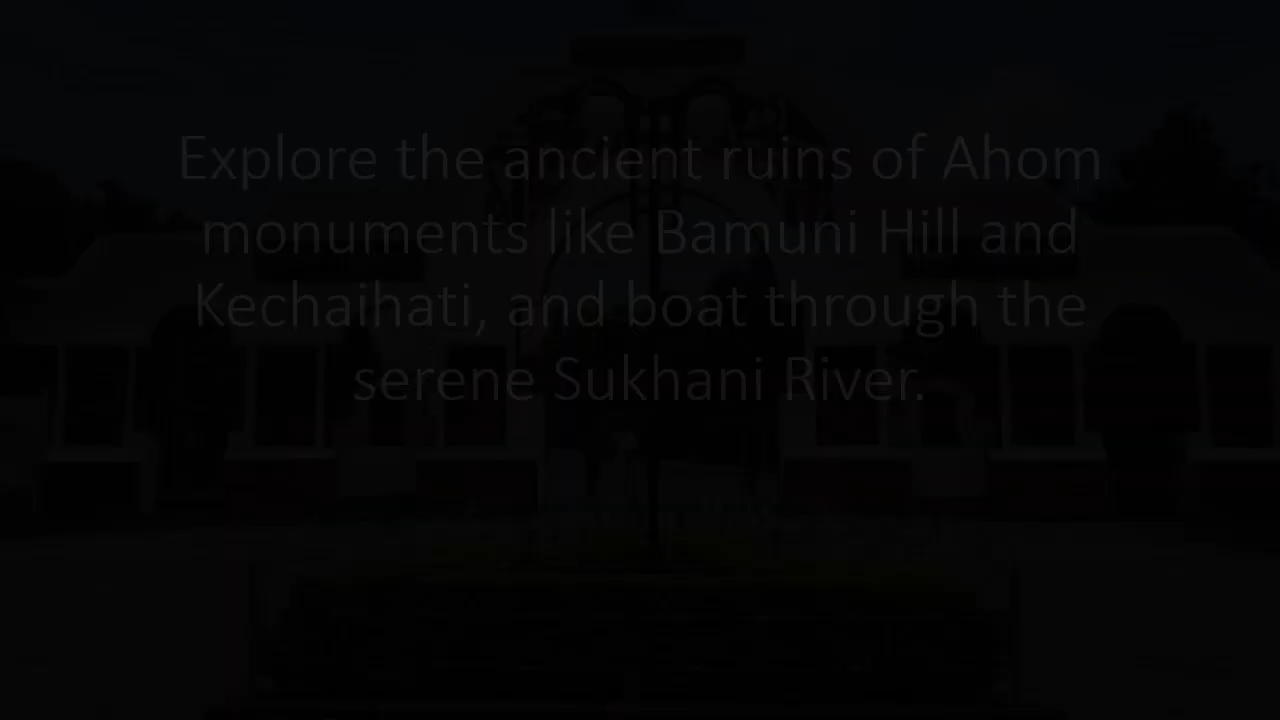 Explore the ancient ruins of Ahom
monuments like Bamuni Hill and
Kechaihati, and boat through the
serene Sukhani River.